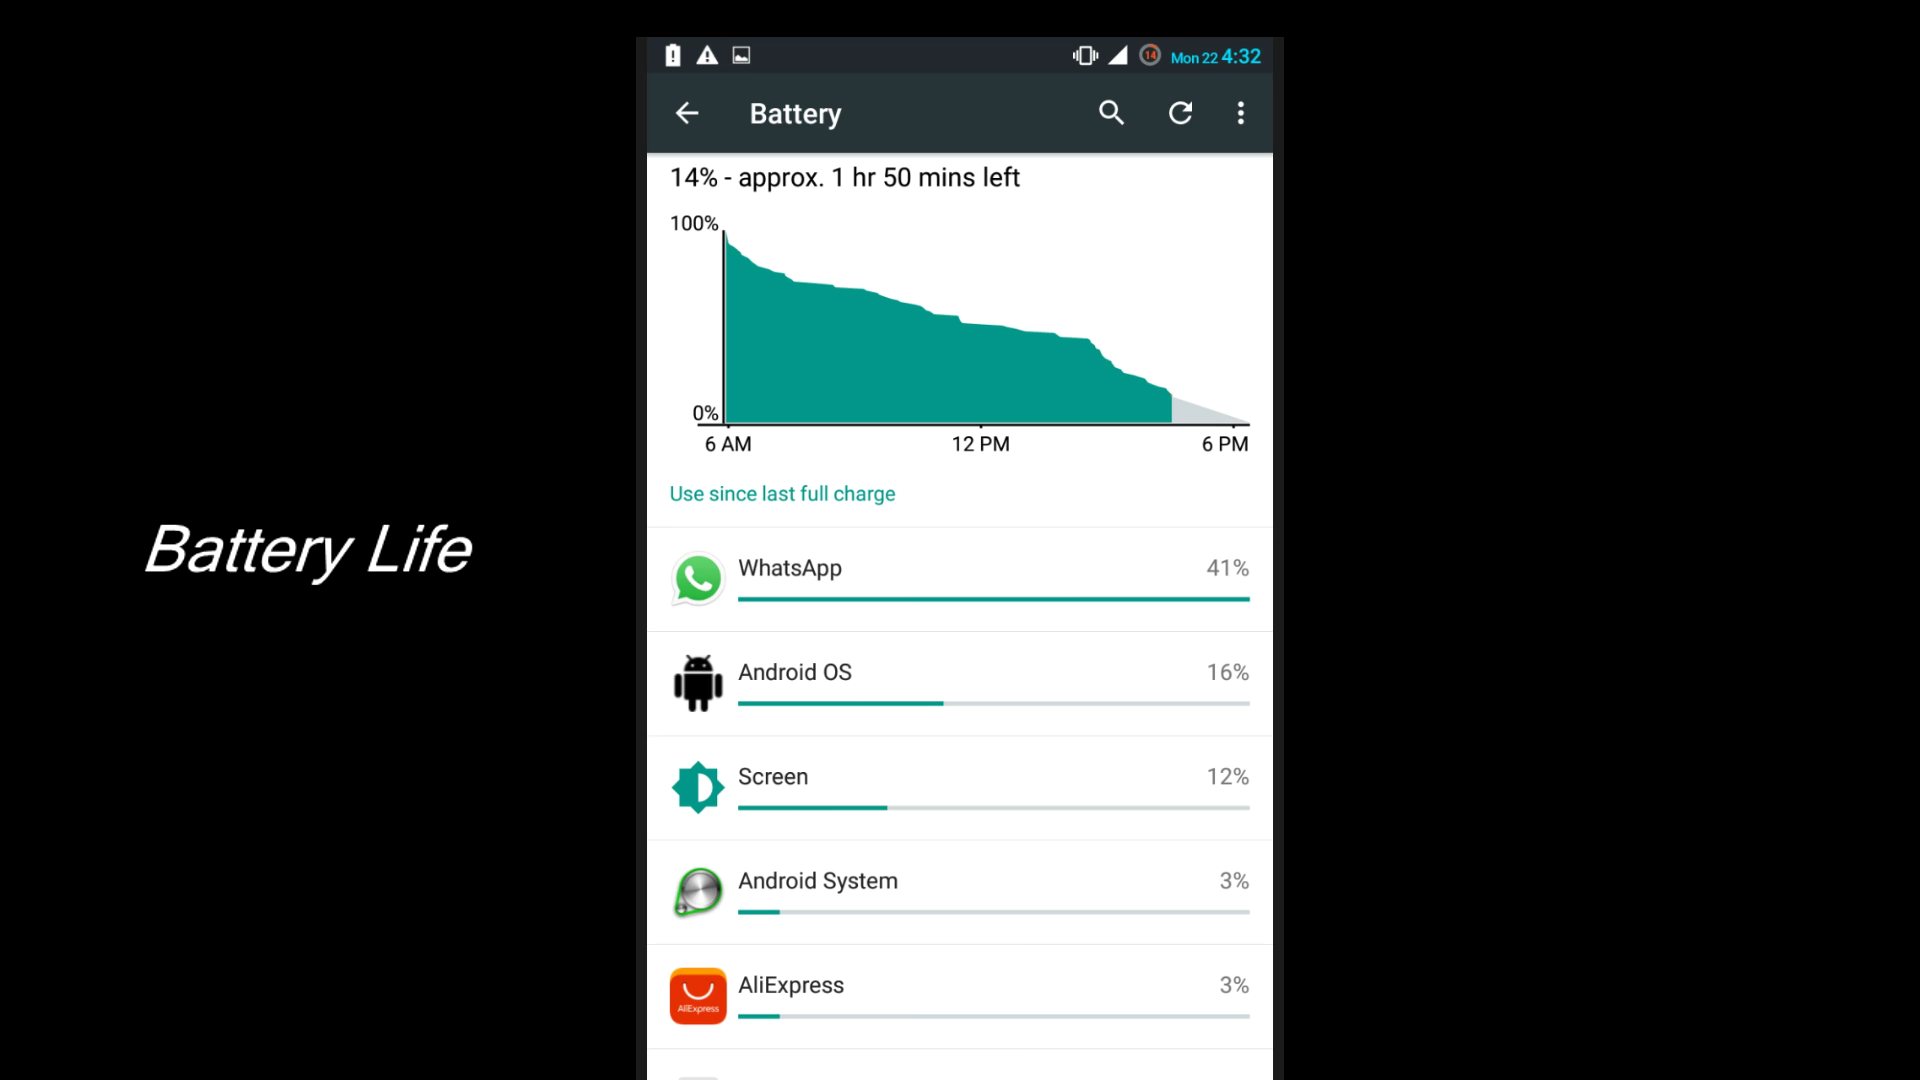 14 Mon 22 4:32
Battery
14% - approx. 1 hr 50 mins left
100%
0%
6 AM 12 PM 6 PM
Use since last full charge
Battery Life
WhatsApp 41%
Android OS 16%
Screen 12%
Android System 3%
AliExpress 3%
AliExpress